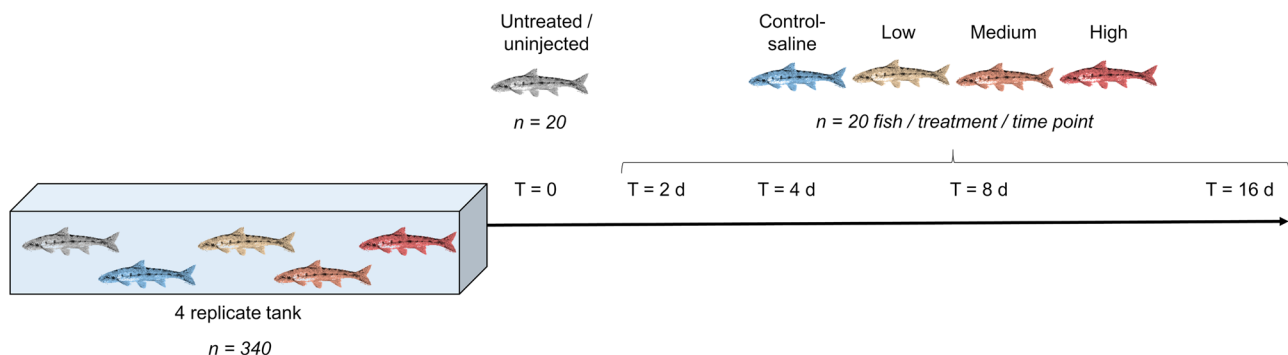 Untreated /
uninjected
n = 20
Control-
saline
Low
Medium
High
n = 20 fish / treatment / time point
T = 0
T = 2 d
T = 4 d
T = 8 d
T = 16 d
4 replicate tank
n = 340